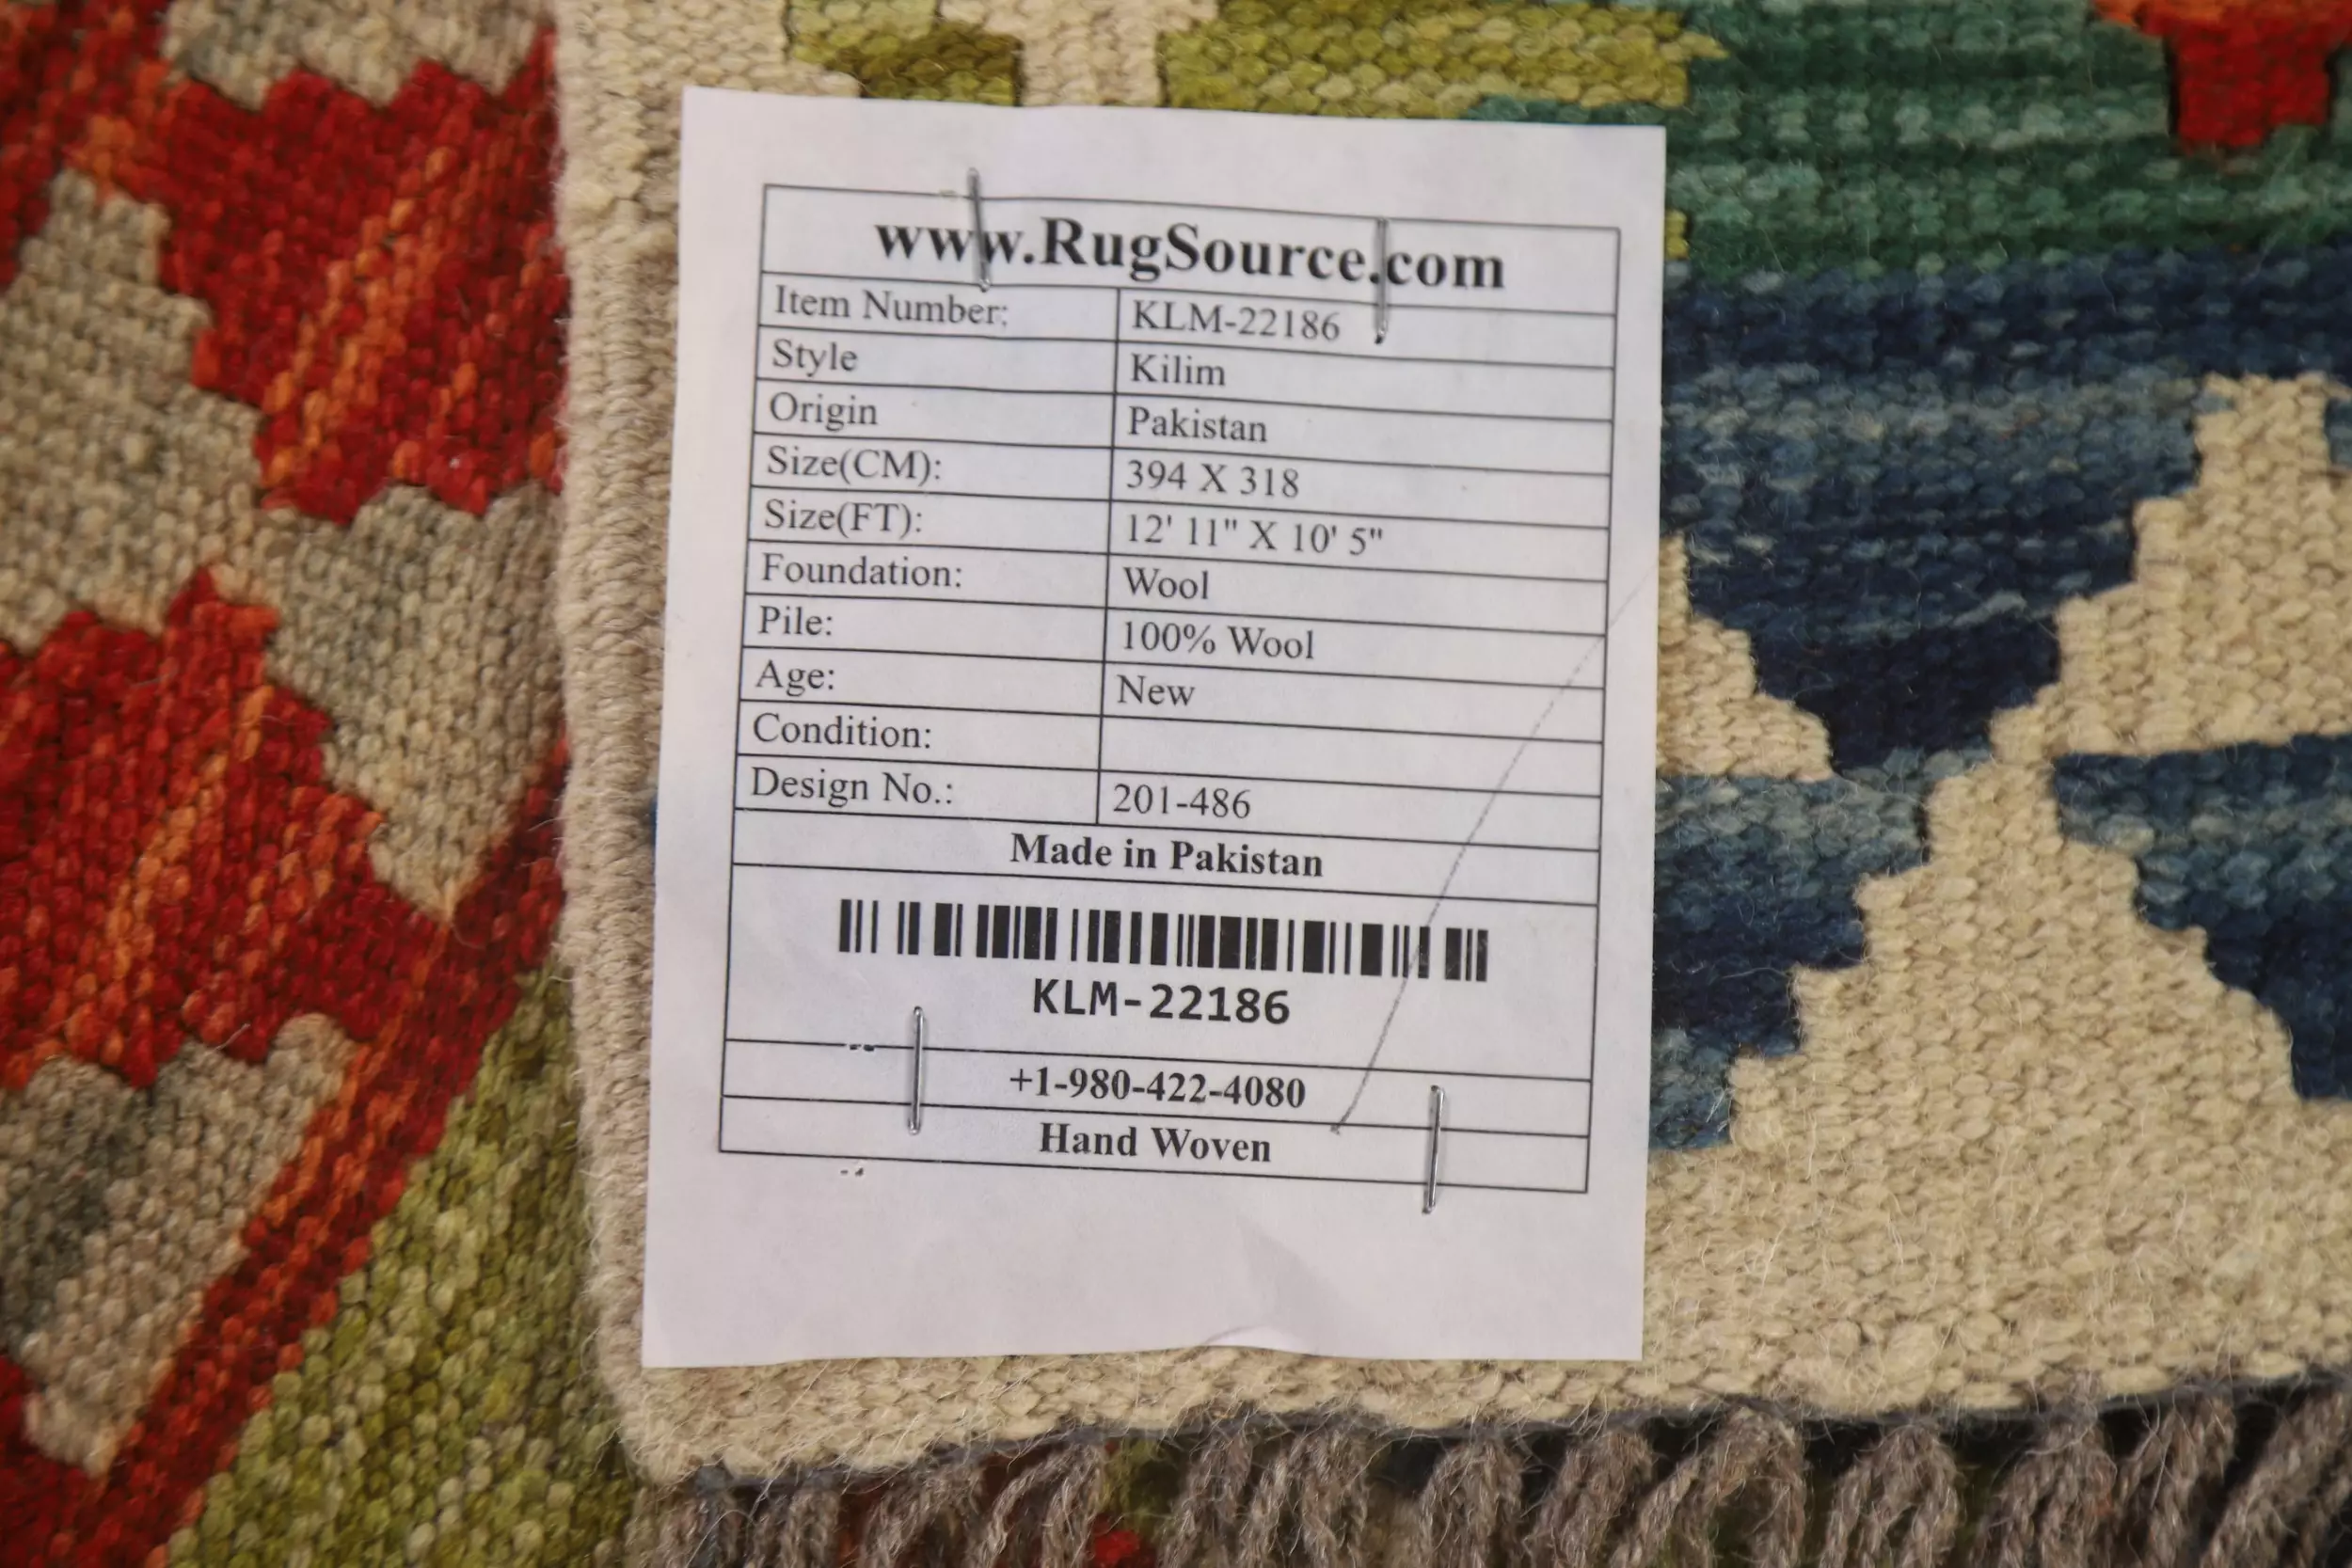 www.RugSource.com
Item Number: KLM-22186
Style Kilim
Origin Pakistan
Size(CM): 394 X 318
Size(FT): 12' 11" X 10' 5"
Foundation: Wool
Pile: 100% Wool
Age: New
Condition:
Design No.: 201-486
Made in Pakistan
KLM-22186
+1-980-422-4080
Hand Woven